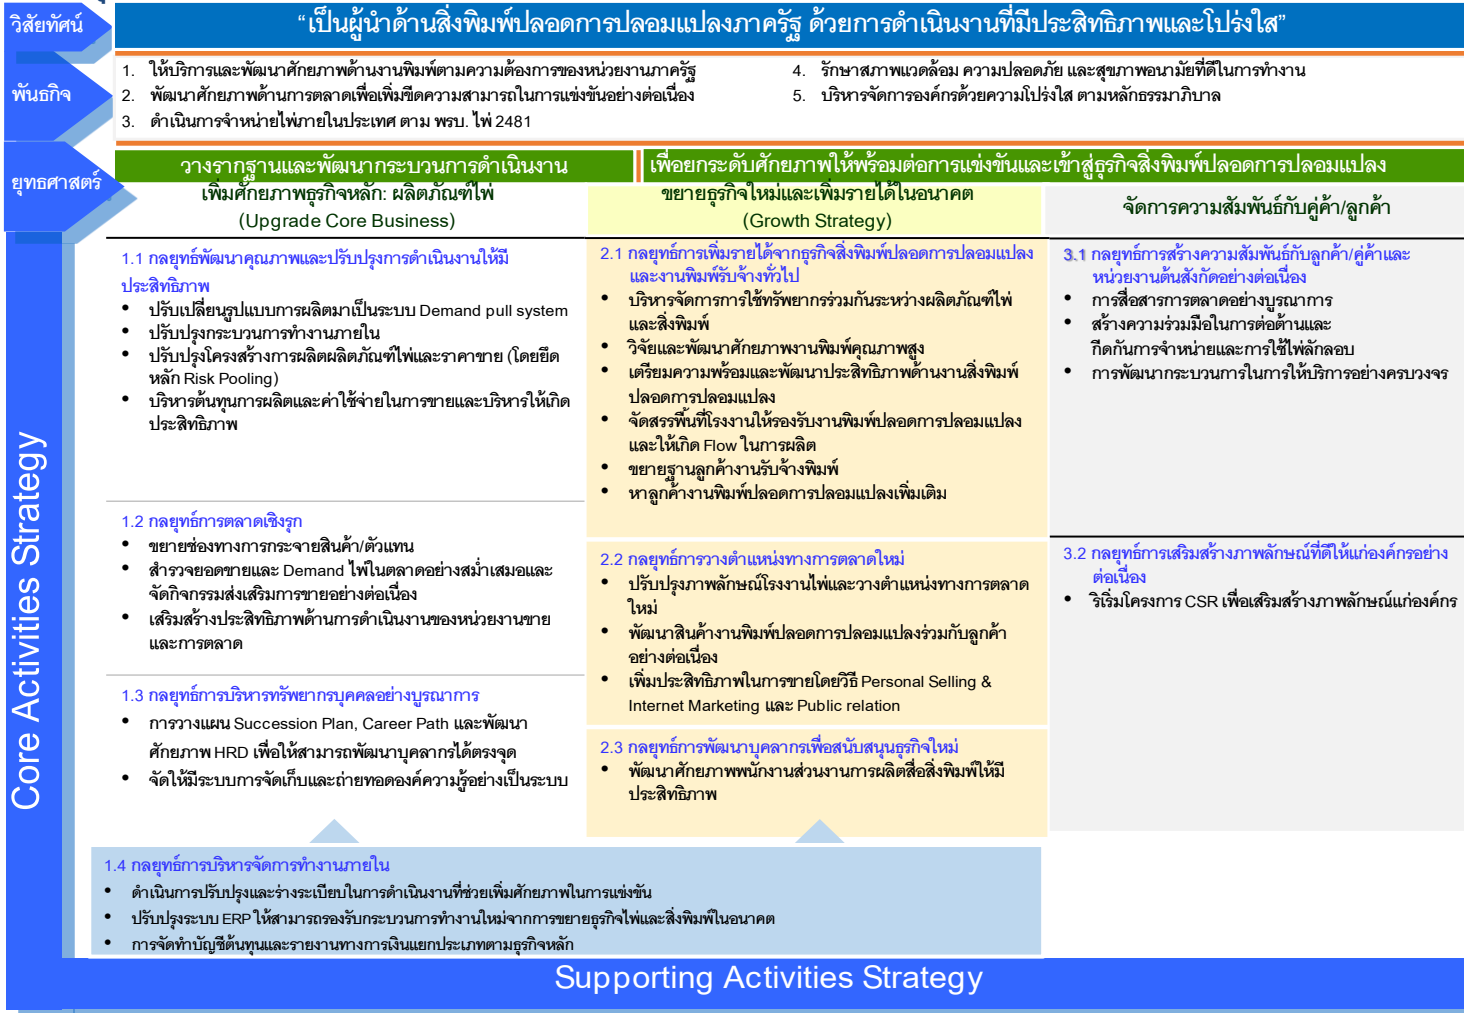 วิสัยทัศน์
“เป็นผู้นำด้านสิ่งพิมพ์ปลอดการปลอมแปลงภาครัฐ ด้วยการดำเนินงานที่มีประสิทธิภาพและโปร่งใส”
พันธกิจ
1. ให้บริการและพัฒนาศักยภาพด้านงานพิมพ์ตามความต้องการของหน่วยงานภาครัฐ
2. พัฒนาศักยภาพด้านการตลาดเพื่อเพิ่มขีดความสามารถในการแข่งขันอย่างต่อเนื่อง
3. ดำเนินการจำหน่ายไพ่ภายในประเทศ ตาม พรบ. ไพ่ 2481
4. รักษาสภาพแวดล้อม ความปลอดภัย และสุขภาพอนามัยที่ดีในการทำงาน
5. บริหารจัดการองค์กรด้วยความโปร่งใส ตามหลักธรรมาภิบาล
ยุทธศาสตร์
วางรากฐานและพัฒนากระบวนการดำเนินงาน
เพื่อยกระดับศักยภาพให้พร้อมต่อการแข่งขันและเข้าสู่ธุรกิจสิ่งพิมพ์ปลอดการปลอมแปลง
เพิ่มศักยภาพธุรกิจหลัก: ผลิตภัณฑ์ไพ่
(Upgrade Core Business)
1.1 กลยุทธ์พัฒนาคุณภาพและปรับปรุงการดำเนินงานให้มี
ประสิทธิภาพ
• ปรับเปลี่ยนรูปแบบการผลิตมาเป็นระบบ Demand pull system
• ปรับปรุงกระบวนการทำงานภายใน
• ปรับปรุงโครงสร้างการผลิตผลิตภัณฑ์ไพ่และราคาขาย (โดยยึด
หลัก Risk Pooling)
• บริหารต้นทุนการผลิตและค่าใช้จ่ายในการขายและบริหารให้เกิด
ประสิทธิภาพ
1.2 กลยุทธ์การตลาดเชิงรุก
• ขยายช่องทางการกระจายสินค้า/ตัวแทน
• สำรวจยอดขายและ Demand ไพ่ในตลาดอย่างสม่ำเสมอและ
จัดกิจกรรมส่งเสริมการขายอย่างต่อเนื่อง
• เสริมสร้างประสิทธิภาพด้านการดำเนินงานของหน่วยงานขาย
และการตลาด
1.3 กลยุทธ์การบริหารทรัพยากรบุคคลอย่างบูรณาการ
• การวางแผน Succession Plan, Career Path และพัฒนา
ศักยภาพ HRD เพื่อให้สามารถพัฒนาบุคลากรได้ตรงจุด
• จัดให้มีระบบการจัดเก็บและถ่ายทอดองค์ความรู้อย่างเป็นระบบ
ขยายธุรกิจใหม่และเพิ่มรายได้ในอนาคต
(Growth Strategy)
2.1 กลยุทธ์การเพิ่มรายได้จากธุรกิจสิ่งพิมพ์ปลอดการปลอมแปลง
และงานพิมพ์รับจ้างทั่วไป
• บริหารจัดการการใช้ทรัพยากรร่วมกันระหว่างผลิตภัณฑ์ไพ่
และสิ่งพิมพ์
• วิจัยและพัฒนาศักยภาพงานพิมพ์คุณภาพสูง
• เตรียมความพร้อมและพัฒนาประสิทธิภาพด้านงานสิ่งพิมพ์
ปลอดการปลอมแปลง
• จัดสรรพื้นที่โรงงานให้รองรับงานพิมพ์ปลอดการปลอมแปลง
และให้เกิด Flow ในการผลิต
• ขยายฐานลูกค้างานรับจ้างพิมพ์
• หาลูกค้างานพิมพ์ปลอดการปลอมแปลงเพิ่มเติม
2.2 กลยุทธ์การวางตำแหน่งทางการตลาดใหม่
• ปรับปรุงภาพลักษณ์โรงงานไพ่และวางตำแหน่งทางการตลาด
ใหม่
• พัฒนาสินค้างานพิมพ์ปลอดการปลอมแปลงร่วมกับลูกค้า
อย่างต่อเนื่อง
• เพิ่มประสิทธิภาพในการขายโดยวิธี Personal Selling &
Internet Marketing และ Public relation
2.3 กลยุทธ์การพัฒนาบุคลากรเพื่อสนับสนุนธุรกิจใหม่
• พัฒนาศักยภาพพนักงานส่วนงานการผลิตสื่อสิ่งพิมพ์ให้มี
ประสิทธิภาพ
จัดการความสัมพันธ์กับคู่ค้า/ลูกค้า
3.1 กลยุทธ์การสร้างความสัมพันธ์กับลูกค้า/คู่ค้าและ
หน่วยงานต้นสังกัดอย่างต่อเนื่อง
• การสื่อสารการตลาดอย่างบูรณาการ
• สร้างความร่วมมือในการต่อต้านและ
กีดกันการจำหน่ายและการใช้ไพ่ลักลอบ
• การพัฒนากระบวนการในการให้บริการอย่างครบวงจร
3.2 กลยุทธ์การเสริมสร้างภาพลักษณ์ที่ดีให้แก่องค์กรอย่าง
ต่อเนื่อง
• ริเริ่มโครงการ CSR เพื่อเสริมสร้างภาพลักษณ์แก่องค์กร
1.4 กลยุทธ์การบริหารจัดการทำงานภายใน
• ดำเนินการปรับปรุงและร่างระเบียบในการดำเนินงานที่ช่วยเพิ่มศักยภาพในการแข่งขัน
• ปรับปรุงระบบ ERP ให้สามารถรองรับกระบวนการทำงานใหม่จากการขยายธุรกิจไพ่และสิ่งพิมพ์ในอนาคต
• การจัดทำบัญชีต้นทุนและรายงานทางการเงินแยกประเภทตามธุรกิจหลัก
Core Activities Strategy
Supporting Activities Strategy